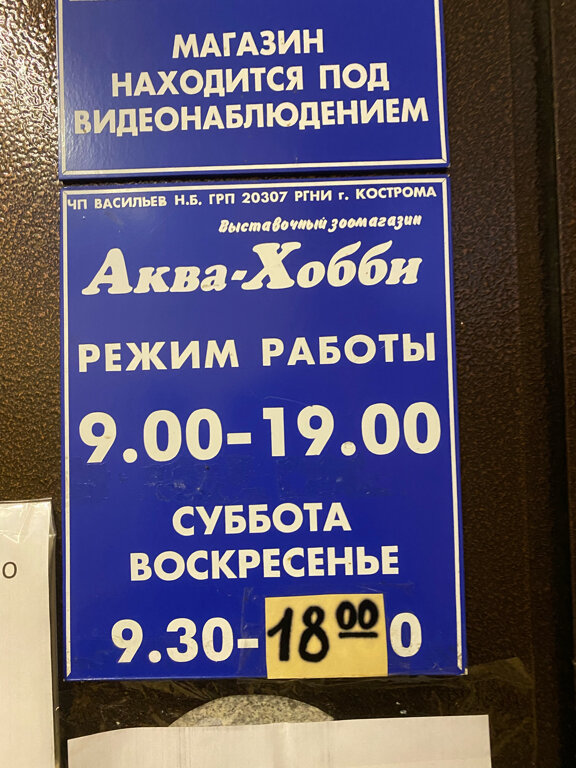 МАГАЗИН
НАХОДИТСЯ ПОД
ВИДЕОНАБЛЮДЕНИЕМ
ЧП ВАСИЛЬЕВ Н.Б. ГРП 20307 РГНИ г. КОСТРОМА
Выставочный зоомагазин
Аква-Хобби
РЕЖИМ РАБОТЫ
9.00-19.00
СУББОТА
ВОСКРЕСЕНЬЕ
9.30-18 00 0
О